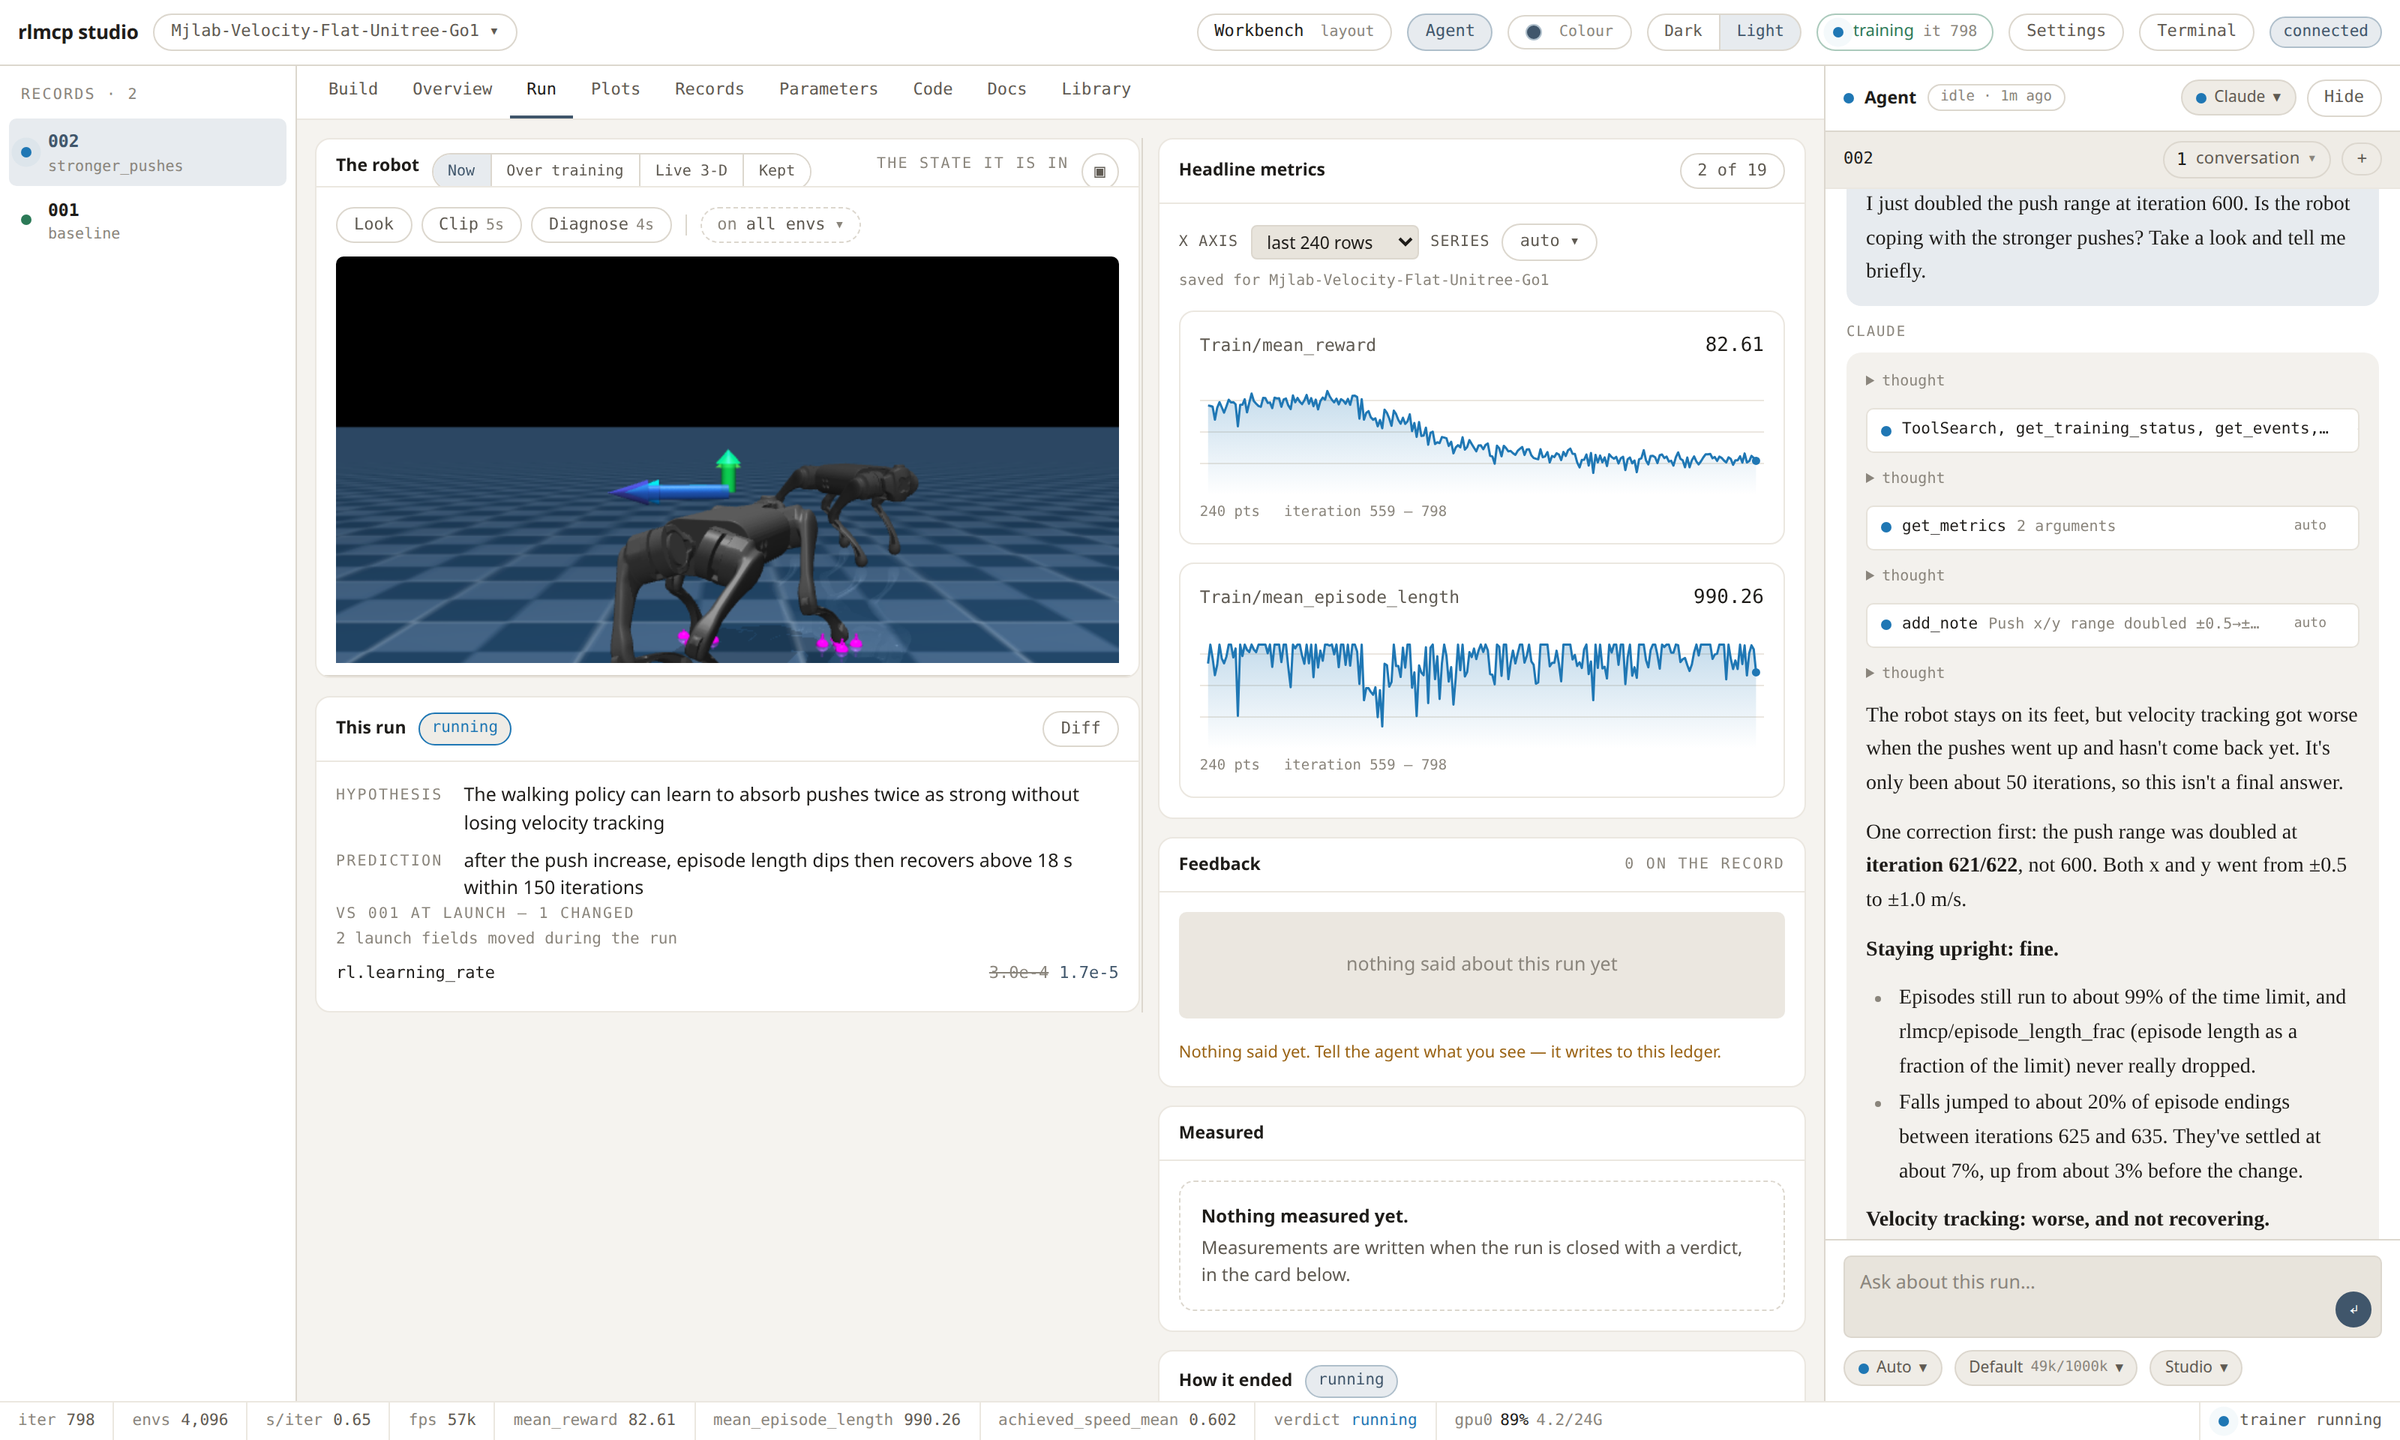 rlmcp studio
Mjlab-Velocity-Flat-Unitree-Go1 ▾
Workbench layout
Agent
Colour
Dark
Light
training it 798
Settings
Terminal
connected
RECORDS · 2
002
stronger_pushes
001
baseline
Build
Overview
Run
Plots
Records
Parameters
Code
Docs
Library
The robot
Now
Over training
Live 3-D
Kept
THE STATE IT IS IN
Look
Clip 5s
Diagnose 4s
on all envs ▾
This run
running
Diff
HYPOTHESIS
The walking policy can learn to absorb pushes twice as strong without
losing velocity tracking
PREDICTION
after the push increase, episode length dips then recovers above 18 s
within 150 iterations
VS 001 AT LAUNCH — 1 CHANGED
2 launch fields moved during the run
rl.learning_rate
3.0e-4 1.7e-5
Headline metrics
2 of 19
X AXIS
last 240 rows
SERIES
auto ▾
saved for Mjlab-Velocity-Flat-Unitree-Go1
Train/mean_reward
82.61
240 pts iteration 559 — 798
Train/mean_episode_length
990.26
240 pts iteration 559 — 798
Feedback
0 ON THE RECORD
nothing said about this run yet
Nothing said yet. Tell the agent what you see — it writes to this ledger.
Measured
Nothing measured yet.
Measurements are written when the run is closed with a verdict,
in the card below.
How it ended
running
Agent
idle · 1m ago
Claude ▾
Hide
002
1 conversation ▾
+
I just doubled the push range at iteration 600. Is the robot
coping with the stronger pushes? Take a look and tell me
briefly.
CLAUDE
▶ thought
ToolSearch, get_training_status, get_events,…
▶ thought
get_metrics 2 arguments
auto
▶ thought
add_note Push x/y range doubled ±0.5→±…
auto
▶ thought
The robot stays on its feet, but velocity tracking got worse
when the pushes went up and hasn't come back yet. It's
only been about 50 iterations, so this isn't a final answer.
One correction first: the push range was doubled at
iteration 621/622, not 600. Both x and y went from ±0.5
to ±1.0 m/s.
Staying upright: fine.
• Episodes still run to about 99% of the time limit, and
rlmcp/episode_length_frac (episode length as a
fraction of the limit) never really dropped.
• Falls jumped to about 20% of episode endings
between iterations 625 and 635. They've settled at
about 7%, up from about 3% before the change.
Velocity tracking: worse, and not recovering.
Ask about this run…
Auto ▾
Default 49k/1000k ▾
Studio ▾
iter 798
envs 4,096
s/iter 0.65
fps 57k
mean_reward 82.61
mean_episode_length 990.26
achieved_speed_mean 0.602
verdict running
gpu0 89% 4.2/24G
trainer running